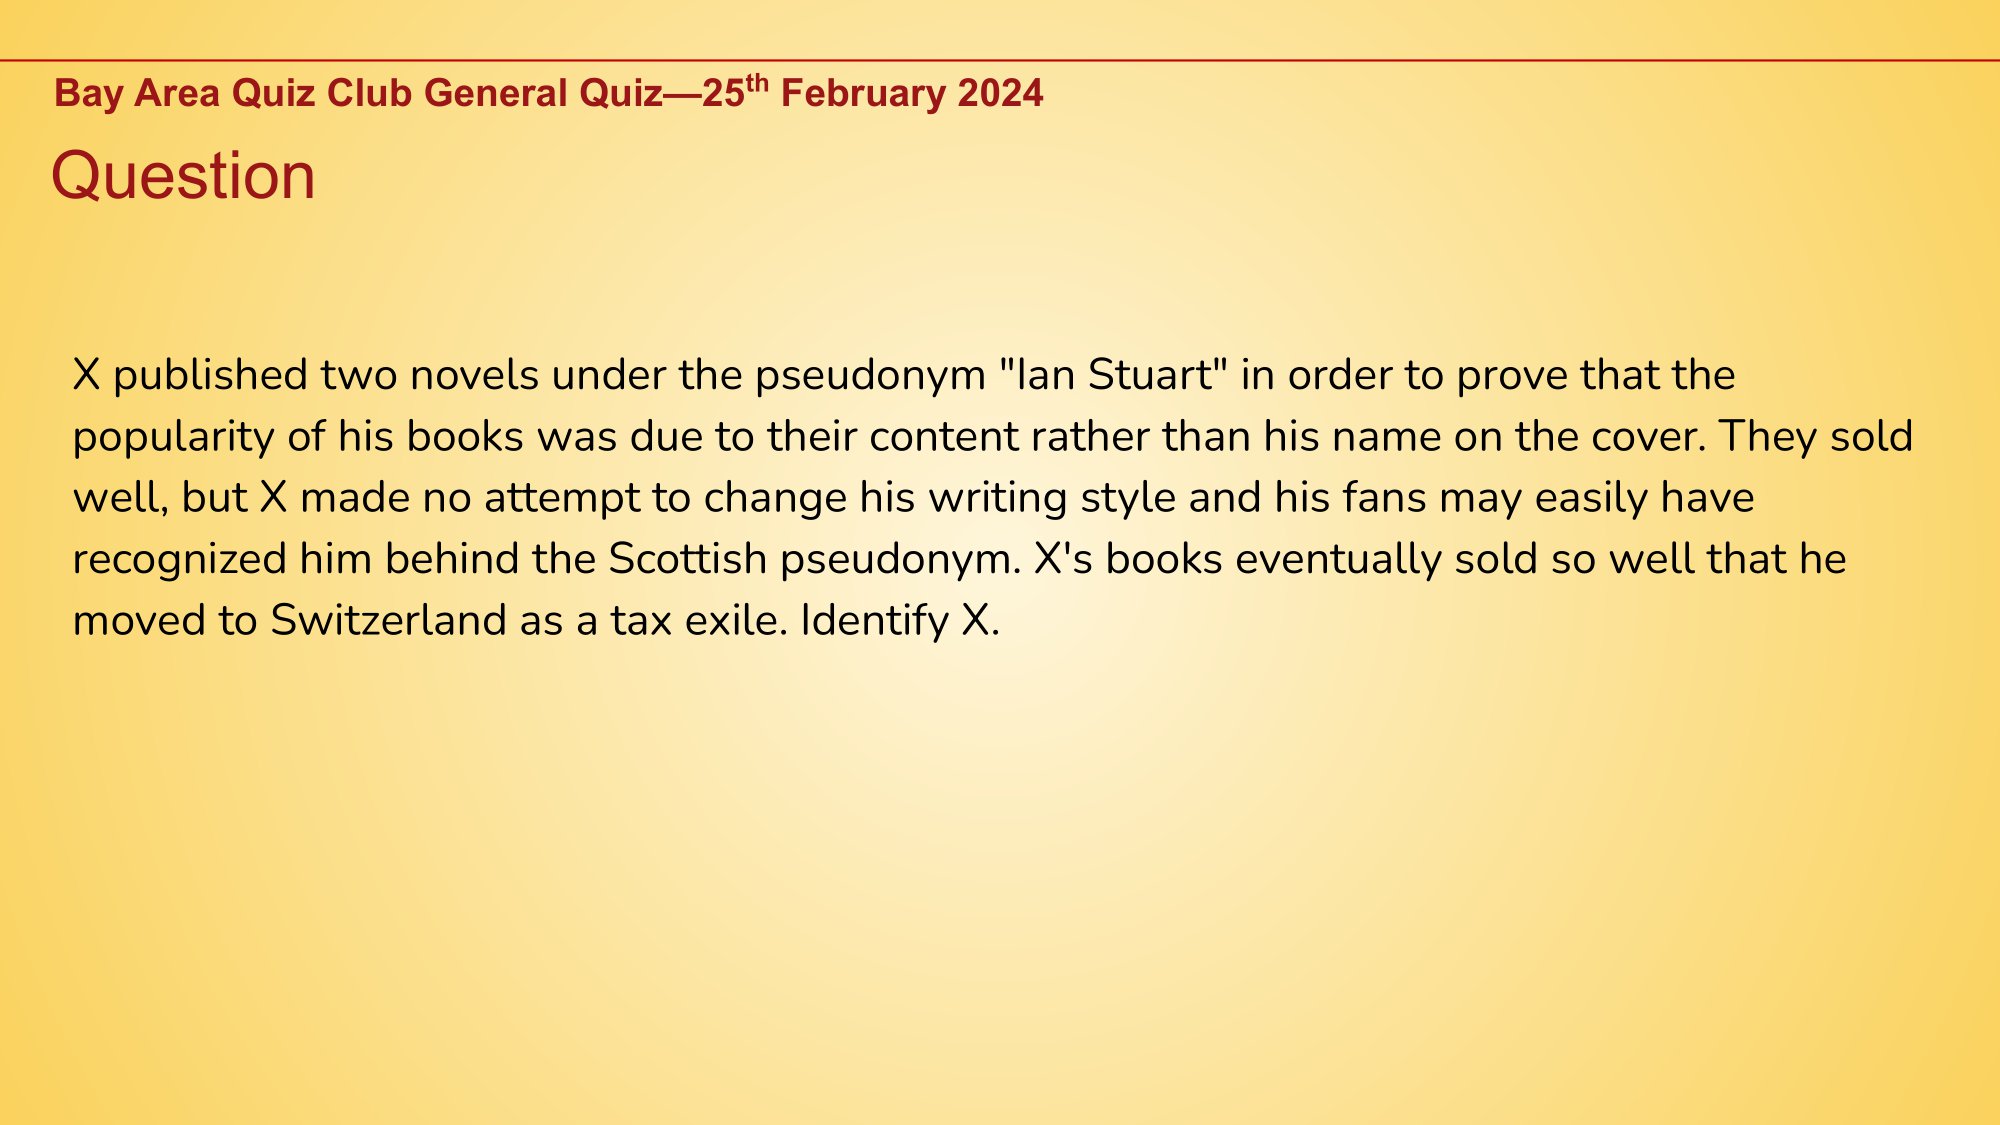 Bay Area Quiz Club General Quiz—25th February 2024
Question
X published two novels under the pseudonym "Ian Stuart" in order to prove that the
popularity of his books was due to their content rather than his name on the cover. They sold
well, but X made no attempt to change his writing style and his fans may easily have
recognized him behind the Scottish pseudonym. X's books eventually sold so well that he
moved to Switzerland as a tax exile. Identify X.